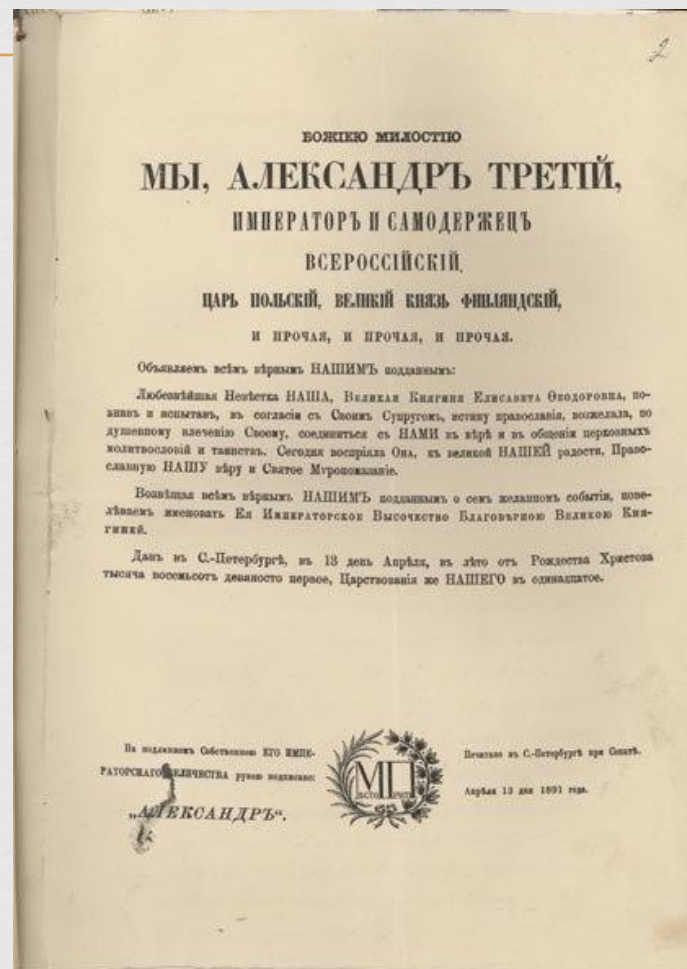 2
БОЖІЕЮ МИЛОСТІЮ
МЫ, АЛЕКСАНДРЪ ТРЕТІЙ,
ИМПЕРАТОРЪ И САМОДЕРЖЕЦЪ
ВСЕРОССІЙСКІЙ,
ЦАРЬ ПОЛЬСКІЙ, ВЕЛИКІЙ КНЯЗЬ ФИНЛЯНДСКІЙ,
И ПРОЧАЯ, И ПРОЧАЯ, И ПРОЧАЯ.
Объявляемъ всѣмъ вѣрнымъ НАШИМЪ подданнымъ:
Любезнѣйшая Невѣстка НАША, Великая Княгиня Елисавета Ѳеодоровна, по-
знавъ и испытавъ, въ согласіи съ Своимъ Супругомъ, истину православія, возжелала, по
душевному влеченію Своему, соединиться съ НАМИ въ вѣрѣ и въ общеніи церковныхъ
молитвословій и таинствъ. Сегодня воспріяла Она, къ великой НАШЕЙ радости, Право-
славную НАШУ вѣру и Святое Мѵропомазаніе.
Возвѣщая всѣмъ вѣрнымъ НАШИМЪ подданнымъ о семъ желанномъ событіи, пове-
лѣваемъ именовать Ея Императорское Высочество Благовѣрною Великою Кня-
гиней.
Данъ въ С.-Петербургѣ, въ 13 день Апрѣля, въ лѣто отъ Рождества Христова
тысяча восемьсотъ девяносто первое, Царствованія же НАШЕГО въ одинадцатое.
На подлинномъ Собственною ЕГО ИМПЕ-
РАТОРСКАГО ВЕЛИЧЕСТВА рукою подписано:
„АЛЕКСАНДРЪ“.
МП
Печатано въ С.-Петербургѣ при Сенатѣ.
Апрѣля 13 дня 1891 года.